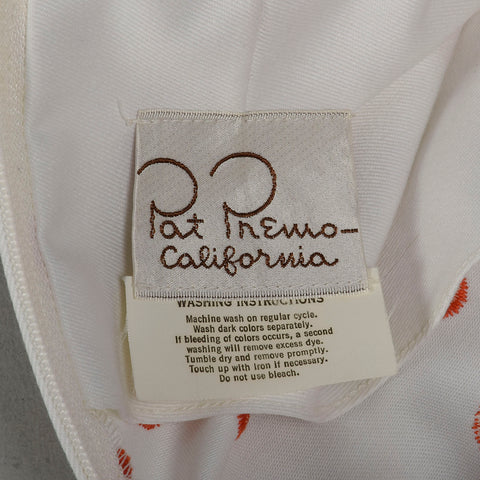 Pat Premo-
California
WASHING INSTRUCTIONS
Machine wash on regular cycle.
Wash dark colors separately.
If bleeding of colors occurs, a second
washing will remove excess dye.
Tumble dry and remove promptly.
Touch up with iron if necessary.
Do not use bleach.